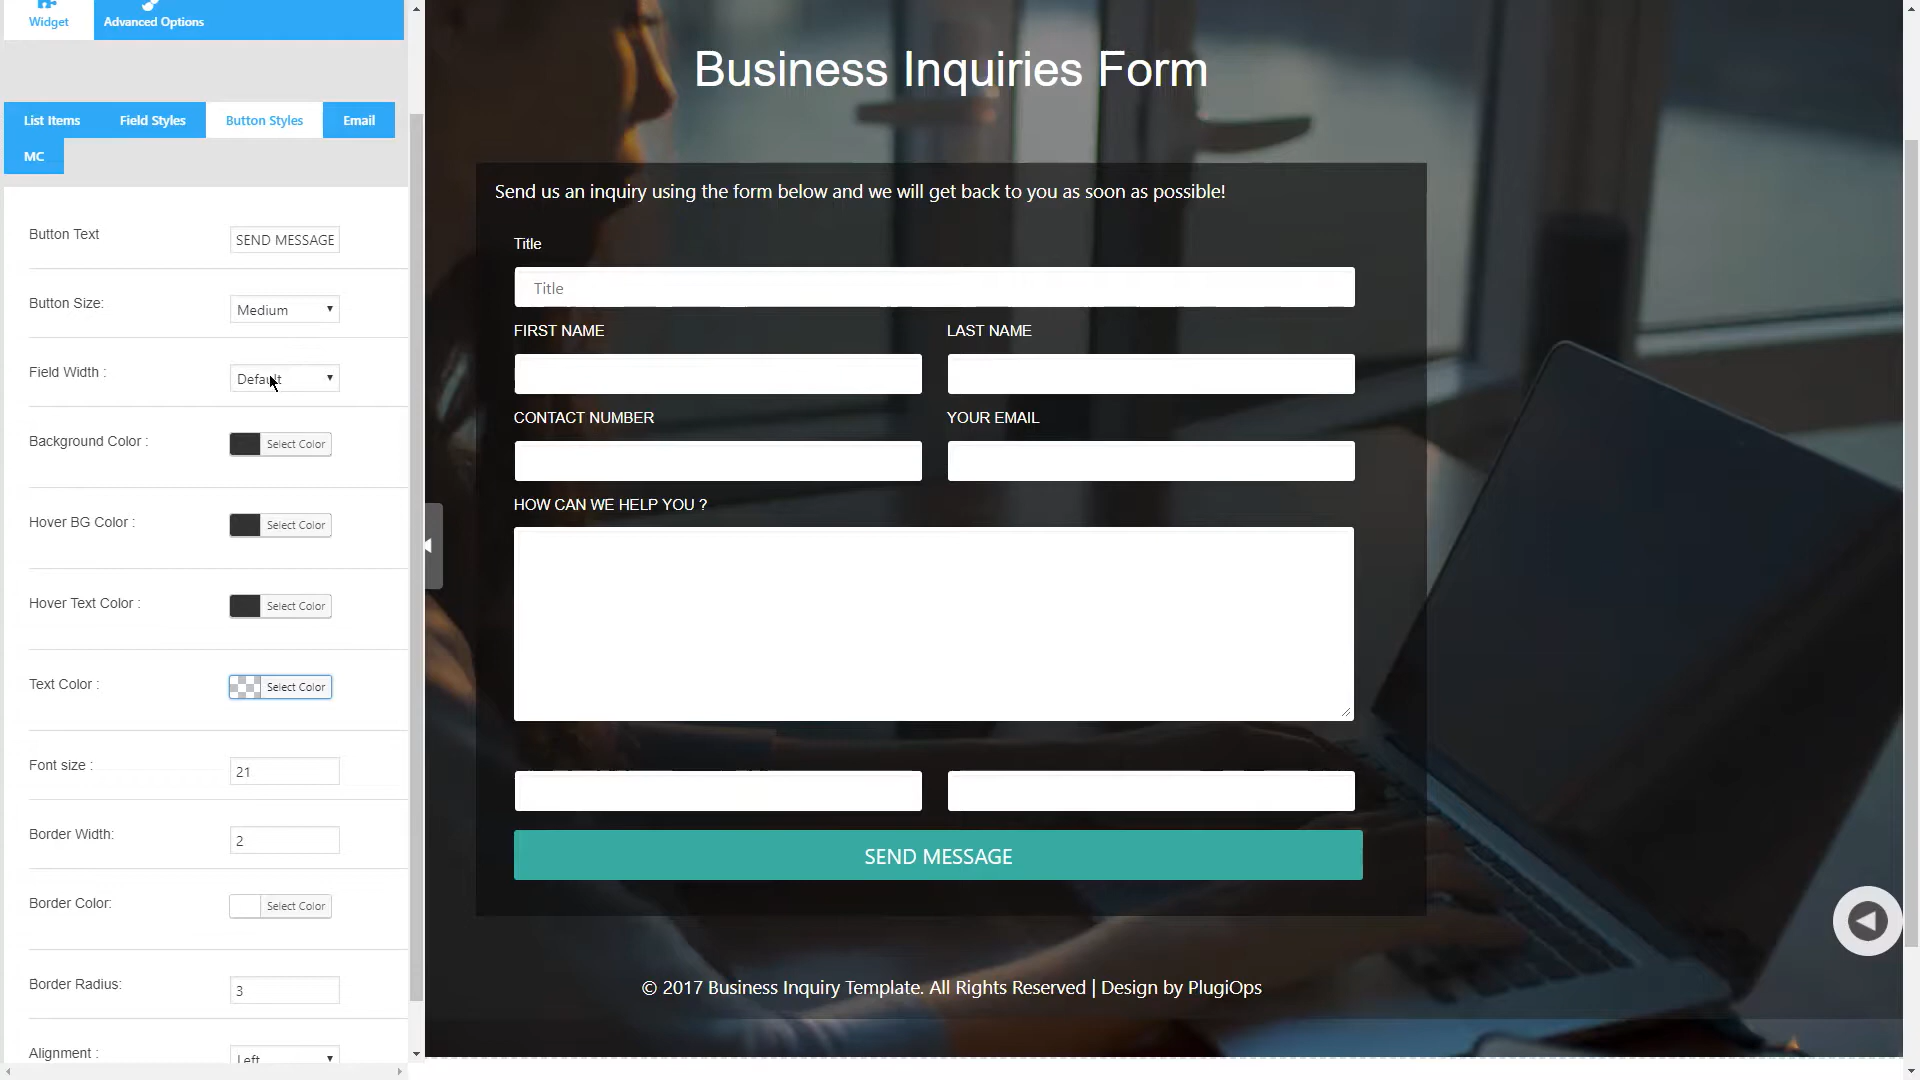 Widget
Advanced Options
List Items
Field Styles
Button Styles
Email
MC
Button Text
SEND MESSAGE
Button Size:
Medium
Field Width :
Default
Background Color :
Select Color
Hover BG Color :
Select Color
Hover Text Color :
Select Color
Text Color :
Select Color
Font size :
21
Border Width:
2
Border Color:
Select Color
Border Radius:
3
Alignment :
Left
Business Inquiries Form
Send us an inquiry using the form below and we will get back to you as soon as possible!
Title
Title
FIRST NAME
LAST NAME
CONTACT NUMBER
YOUR EMAIL
HOW CAN WE HELP YOU ?
SEND MESSAGE
© 2017 Business Inquiry Template. All Rights Reserved | Design by PlugiOps